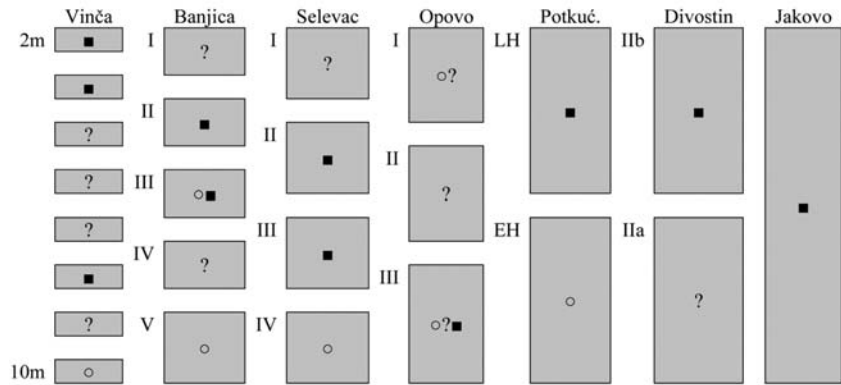 Vinča Banjica Selevac Opovo Potkuć. Divostin Jakovo
2m I I I LH IIb
? ? ?
II
?
II II
?
III ? ?
?
III EH IIa
IV III
? ?
V IV ?
10m